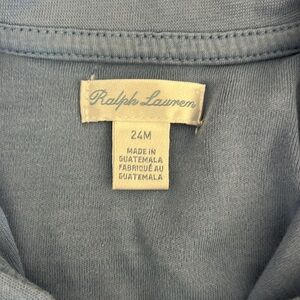 Ralph Lauren
24M
MADE IN
GUATEMALA
FABRIQUÉ AU
GUATEMALA